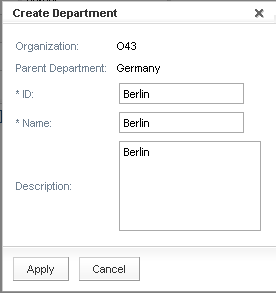 Create Department
Organization: O43
Parent Department: Germany
* ID: Berlin
* Name: Berlin
Berlin
Description:
Apply Cancel